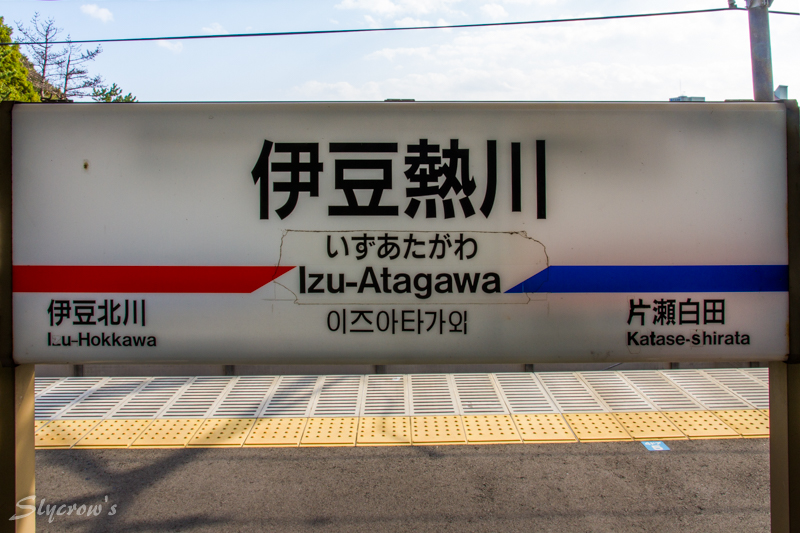 伊豆熱川
いずあたがわ
Izu-Atagawa
이즈아타가와
伊豆北川
Izu-Hokkawa
片瀬白田
Katase-shirata
Slycrow's